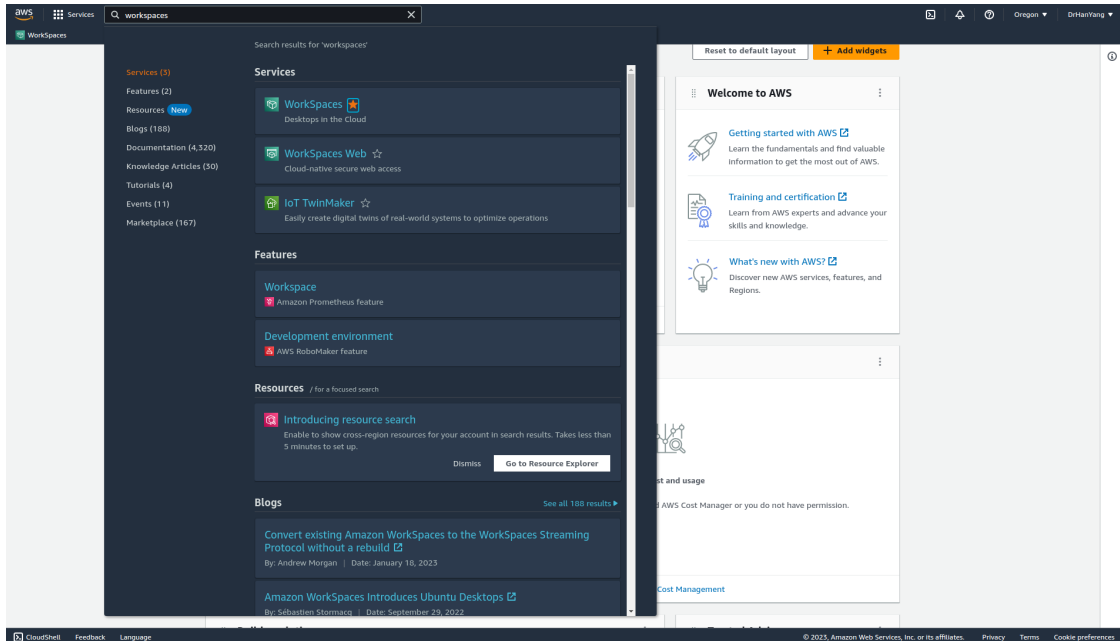 aws
Services
workspaces
Oregon ▼
DrHanYang ▼
WorkSpaces
Search results for 'workspaces'
Services (3)
Features (2)
Resources New
Blogs (188)
Documentation (4,320)
Knowledge Articles (30)
Tutorials (4)
Events (11)
Marketplace (167)
Services
WorkSpaces
Desktops in the Cloud
WorkSpaces Web
Cloud-native secure web access
IoT TwinMaker
Easily create digital twins of real-world systems to optimize operations
Features
Workspace
Amazon Prometheus feature
Development environment
AWS RoboMaker feature
Resources / for a focused search
Introducing resource search
Enable to show cross-region resources for your account in search results. Takes less than
5 minutes to set up.
Dismiss
Go to Resource Explorer
Blogs
See all 188 results
Convert existing Amazon WorkSpaces to the WorkSpaces Streaming
Protocol without a rebuild
By: Andrew Morgan | Date: January 18, 2023
Amazon WorkSpaces Introduces Ubuntu Desktops
By: Sébastien Stormacq | Date: September 29, 2022
Reset to default layout
+ Add widgets
Welcome to AWS
Getting started with AWS
Learn the fundamentals and find valuable
information to get the most out of AWS.
Training and certification
Learn from AWS experts and advance your
skills and knowledge.
What's new with AWS?
Discover new AWS services, features, and
Regions.
st and usage
AWS Cost Manager or you do not have permission.
Cost Management
CloudShell
Feedback
Language
© 2023, Amazon Web Services, Inc. or its affiliates.
Privacy
Terms
Cookie preferences